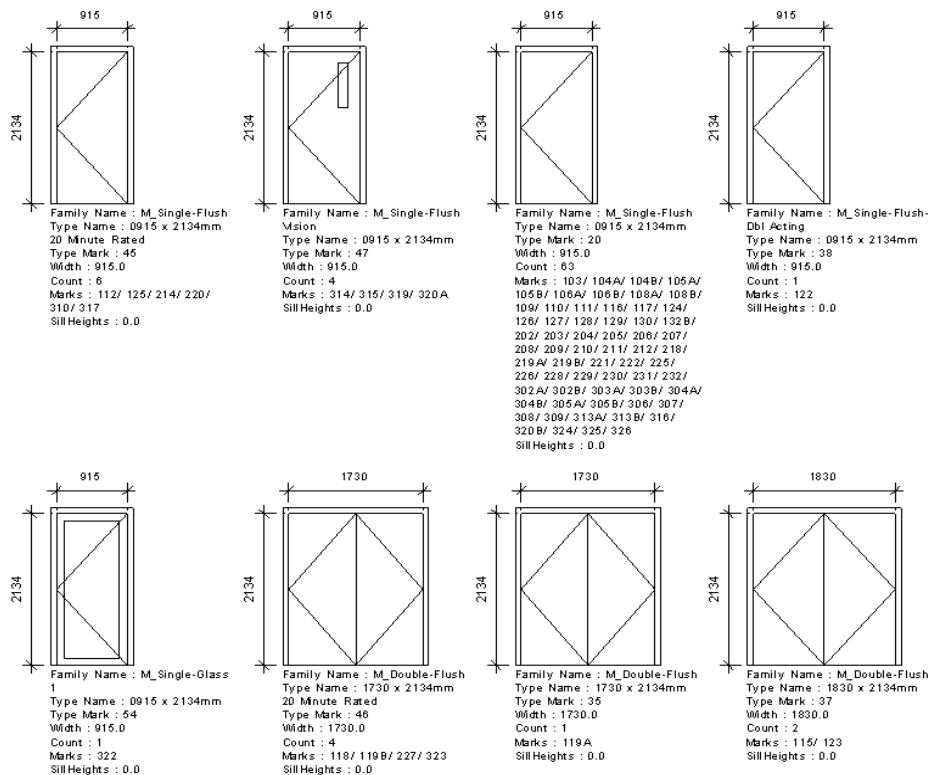 915
2134
Family Name : M_Single-Flush
Type Name : 0915 x 2134mm
20 Minute Rated
Type Mark : 45
Width : 915.0
Count : 6
Marks : 112/ 125/ 214/ 220/
310/ 317
Sill Heights : 0.0
915
2134
Family Name : M_Single-Flush
Vision
Type Name : 0915 x 2134mm
Type Mark : 47
Width : 915.0
Count : 4
Marks : 314/ 315/ 319/ 320A
Sill Heights : 0.0
915
2134
Family Name : M_Single-Flush
Type Name : 0915 x 2134mm
Type Mark : 20
Width : 915.0
Count : 63
Marks : 103/ 104A/ 104B/ 105A/
105B/ 106A/ 106B/ 108A/ 108B/
109/ 110/ 111/ 116/ 117/ 124/
126/ 127/ 128/ 129/ 130/ 132B/
202/ 203/ 204/ 205/ 206/ 207/
208/ 209/ 210/ 211/ 212/ 218/
219A/ 219B/ 221/ 222/ 225/
226/ 228/ 229/ 230/ 231/ 232/
302A/ 302B/ 303A/ 303B/ 304A/
304B/ 305A/ 305B/ 306/ 307/
308/ 309/ 313A/ 313B/ 316/
320B/ 324/ 325/ 326
Sill Heights : 0.0
915
2134
Family Name : M_Single-Flush-
Dbl Acting
Type Name : 0915 x 2134mm
Type Mark : 38
Width : 915.0
Count : 1
Marks : 122
Sill Heights : 0.0
915
2134
Family Name : M_Single-Glass
1
Type Name : 0915 x 2134mm
Type Mark : 54
Width : 915.0
Count : 1
Marks : 322
Sill Heights : 0.0
1730
2134
Family Name : M_Double-Flush
Type Name : 1730 x 2134mm
20 Minute Rated
Type Mark : 46
Width : 1730.0
Count : 4
Marks : 118/ 119B/ 227/ 323
Sill Heights : 0.0
1730
2134
Family Name : M_Double-Flush
Type Name : 1730 x 2134mm
Type Mark : 35
Width : 1730.0
Count : 1
Marks : 119A
Sill Heights : 0.0
1830
2134
Family Name : M_Double-Flush
Type Name : 1830 x 2134mm
Type Mark : 37
Width : 1830.0
Count : 2
Marks : 115/ 123
Sill Heights : 0.0